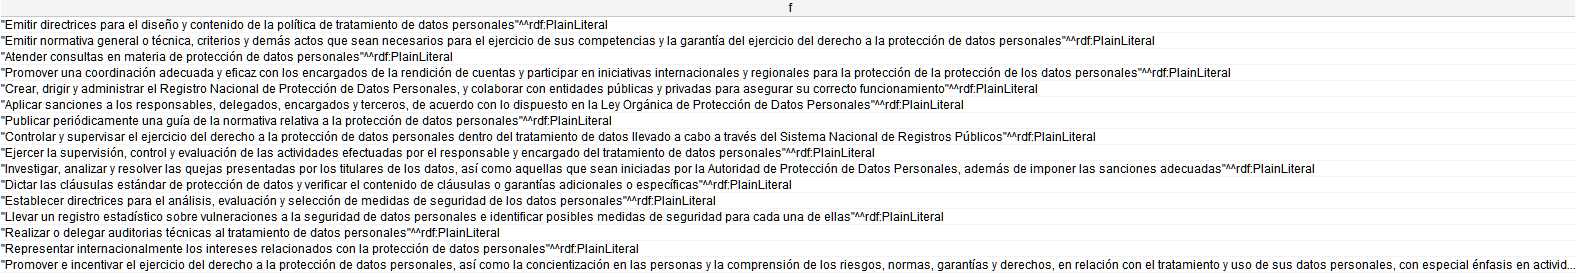 f
"Emitir directrices para el diseño y contenido de la política de tratamiento de datos personales"^^rdf:PlainLiteral
"Emitir normativa general o técnica, criterios y demás actos que sean necesarios para el ejercicio de sus competencias y la garantía del ejercicio del derecho a la protección de datos personales"^^rdf:PlainLiteral
"Atender consultas en materia de protección de datos personales"^^rdf:PlainLiteral
"Promover una coordinación adecuada y eficaz con los encargados de la rendición de cuentas y participar en iniciativas internacionales y regionales para la protección de la protección de los datos personales"^^rdf:PlainLiteral
"Crear, drigir y administrar el Registro Nacional de Protección de Datos Personales, y colaborar con entidades públicas y privadas para asegurar su correcto funcionamiento"^^rdf:PlainLiteral
"Aplicar sanciones a los responsables, delegados, encargados y terceros, de acuerdo con lo dispuesto en la Ley Orgánica de Protección de Datos Personales"^^rdf:PlainLiteral
"Publicar periódicamente una guía de la normativa relativa a la protección de datos personales"^^rdf:PlainLiteral
"Controlar y supervisar el ejercicio del derecho a la protección de datos personales dentro del tratamiento de datos llevado a cabo a través del Sistema Nacional de Registros Públicos"^^rdf:PlainLiteral
"Ejercer la supervisión, control y evaluación de las actividades efectuadas por el responsable y encargado del tratamiento de datos personales"^^rdf:PlainLiteral
"Investigar, analizar y resolver las quejas presentadas por los titulares de los datos, así como aquellas que sean iniciadas por la Autoridad de Protección de Datos Personales, además de imponer las sanciones adecuadas"^^rdf:PlainLiteral
"Dictar las cláusulas estándar de protección de datos y verificar el contenido de cláusulas o garantías adicionales o específicas"^^rdf:PlainLiteral
"Establecer directrices para el análisis, evaluación y selección de medidas de seguridad de los datos personales"^^rdf:PlainLiteral
"Llevar un registro estadístico sobre vulneraciones a la seguridad de datos personales e identificar posibles medidas de seguridad para cada una de ellas"^^rdf:PlainLiteral
"Realizar o delegar auditorias técnicas al tratamiento de datos personales"^^rdf:PlainLiteral
"Representar internacionalmente los intereses relacionados con la protección de datos personales"^^rdf:PlainLiteral
"Promover e incentivar el ejercicio del derecho a la protección de datos personales, así como la concientización en las personas y la comprensión de los riesgos, normas, garantías y derechos, en relación con el tratamiento y uso de sus datos personales, con especial énfasis en activid...